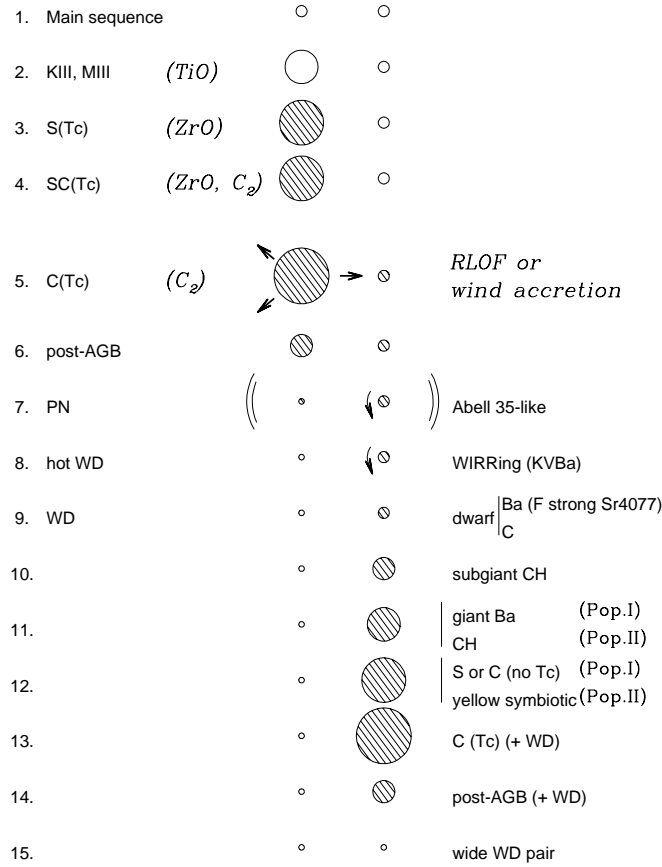 1. Main sequence
2. KIII, MIII (TiO)
3. S(Tc) (ZrO)
4. SC(Tc) (ZrO, C₂)
5. C(Tc) (C₂) RLOF or
wind accretion
6. post-AGB
7. PN Abell 35-like
8. hot WD WIRRing (KVBa)
9. WD dwarf Ba (F strong Sr4077)
C
10. subgiant CH
11. giant Ba (Pop.I)
CH (Pop.II)
12. S or C (no Tc) (Pop.I)
yellow symbiotic (Pop.II)
13. C (Tc) (+ WD)
14. post-AGB (+ WD)
15. wide WD pair